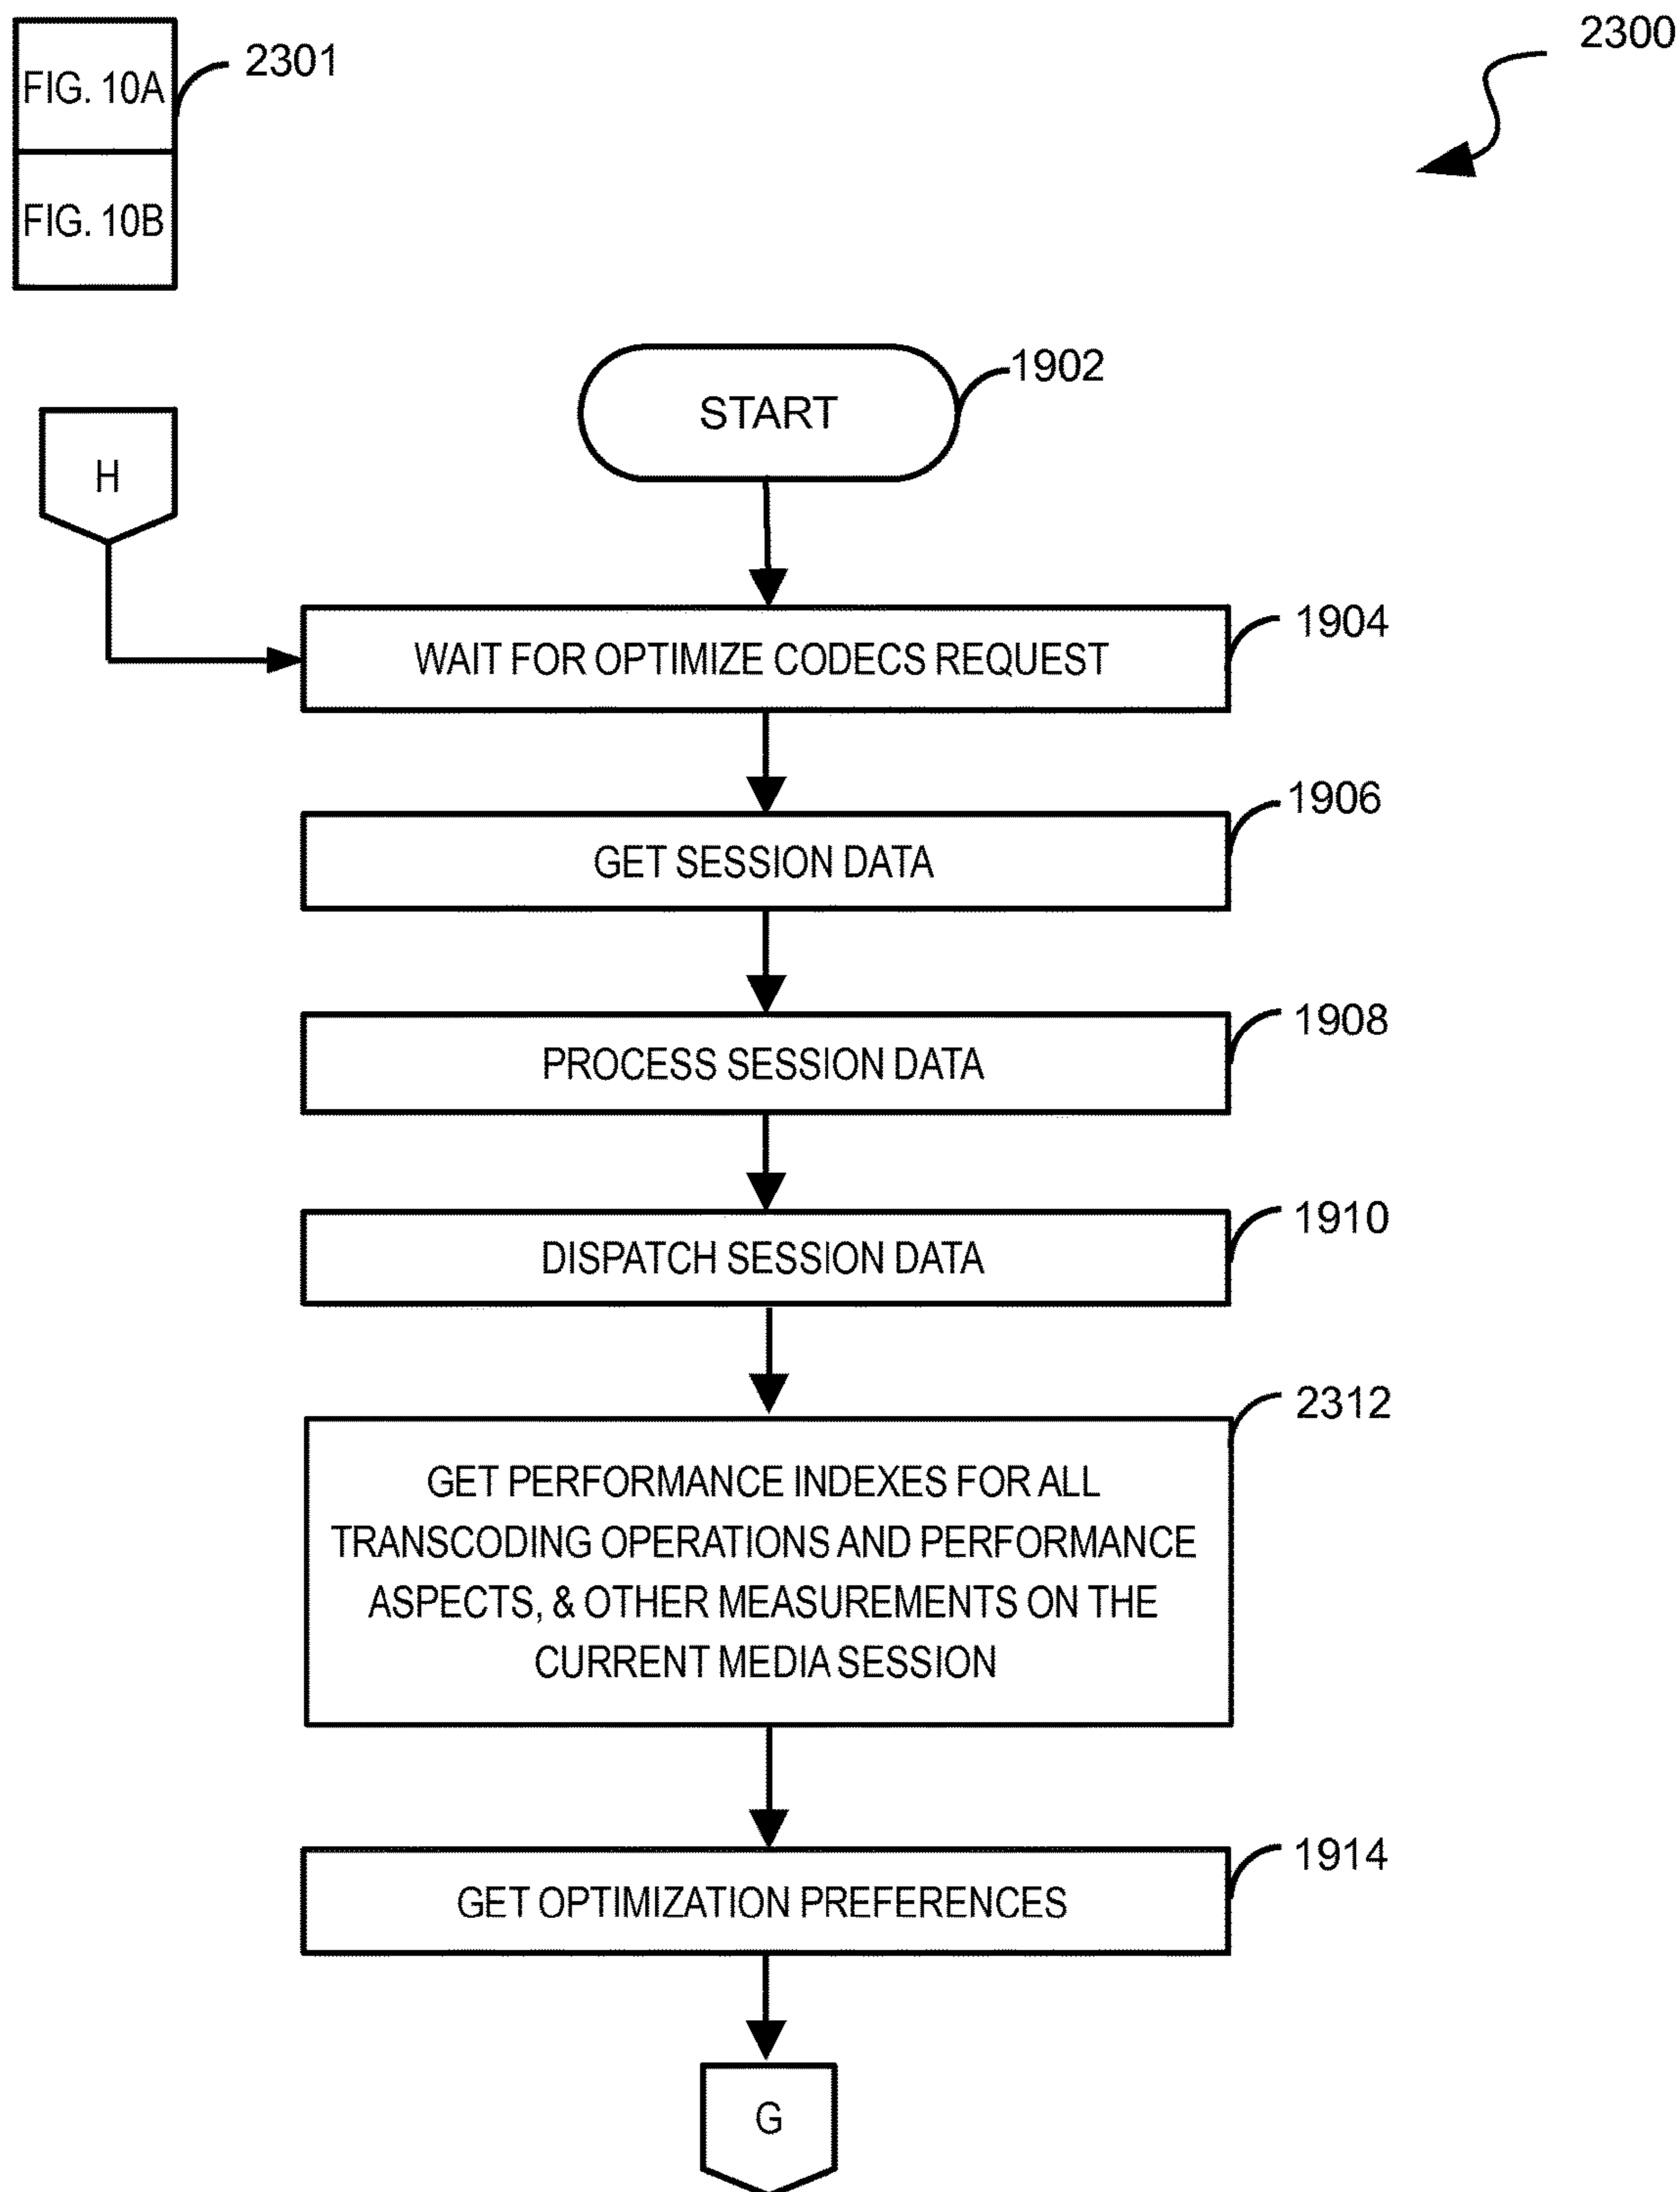 2300
FIG. 10A
2301
FIG. 10B
START
1902
H
WAIT FOR OPTIMIZE CODECS REQUEST
1904
GET SESSION DATA
1906
PROCESS SESSION DATA
1908
DISPATCH SESSION DATA
1910
2312
GET PERFORMANCE INDEXES FOR ALL
TRANSCODING OPERATIONS AND PERFORMANCE
ASPECTS, & OTHER MEASUREMENTS ON THE
CURRENT MEDIA SESSION
GET OPTIMIZATION PREFERENCES
1914
G